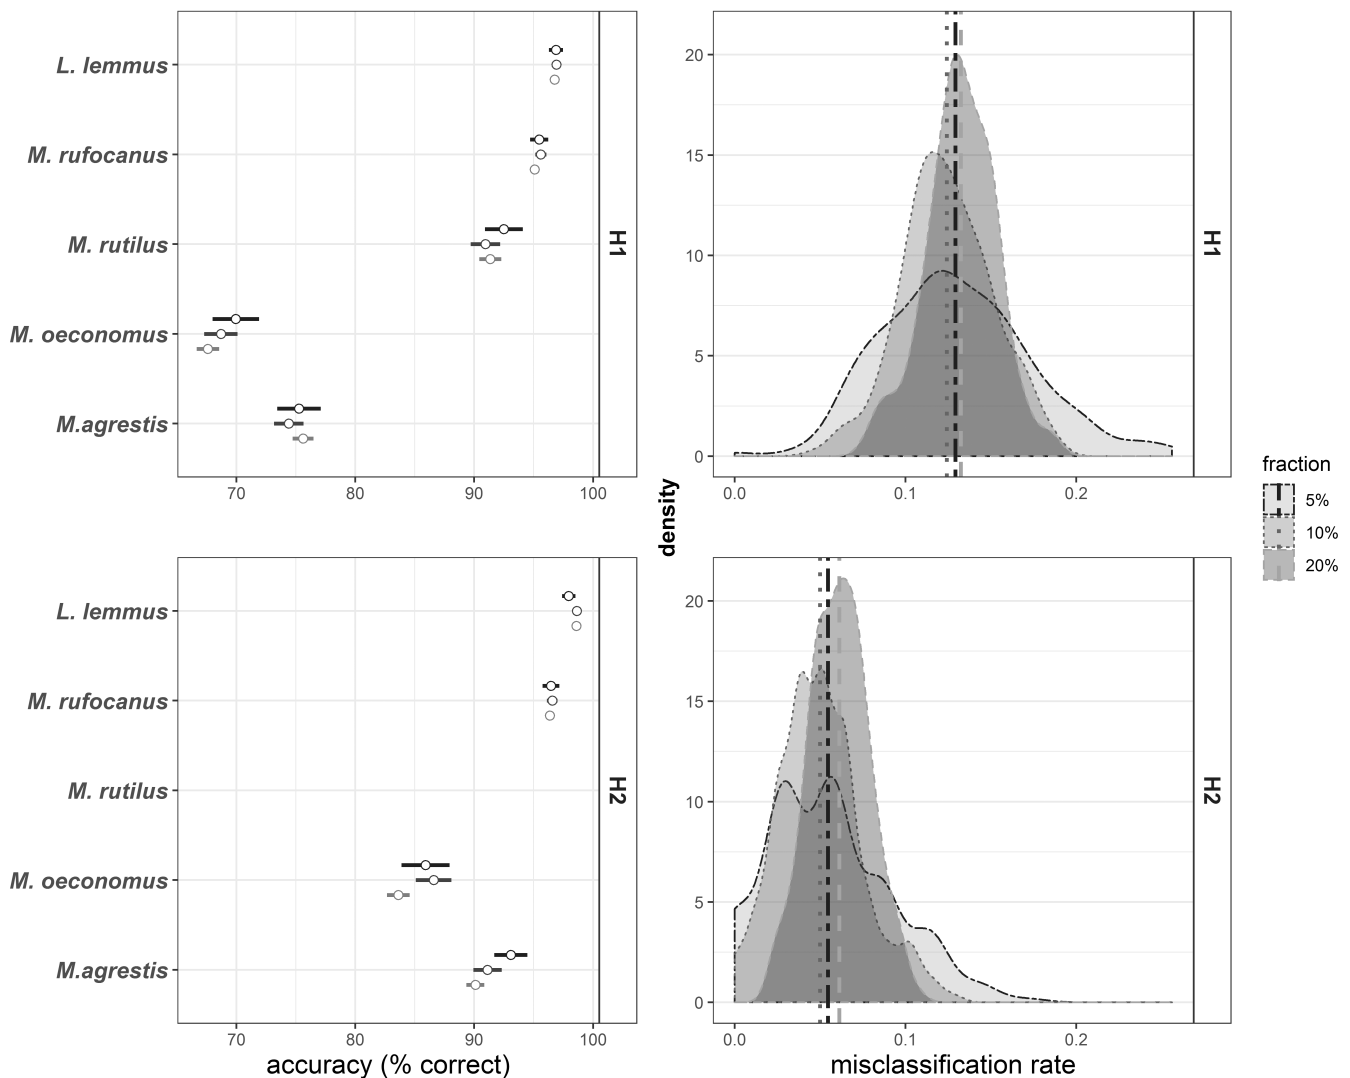 L. lemmus
M. rufocanus
M. rutilus
M. oeconomus
M.agrestis
H1
70 80 90 100
L. lemmus
M. rufocanus
M. rutilus
M. oeconomus
M.agrestis
H2
70 80 90 100
accuracy (% correct)
density
20
15
10
5
0
H1
0.0 0.1 0.2
20
15
10
5
0
H2
0.0 0.1 0.2
misclassification rate
fraction
5%
10%
20%